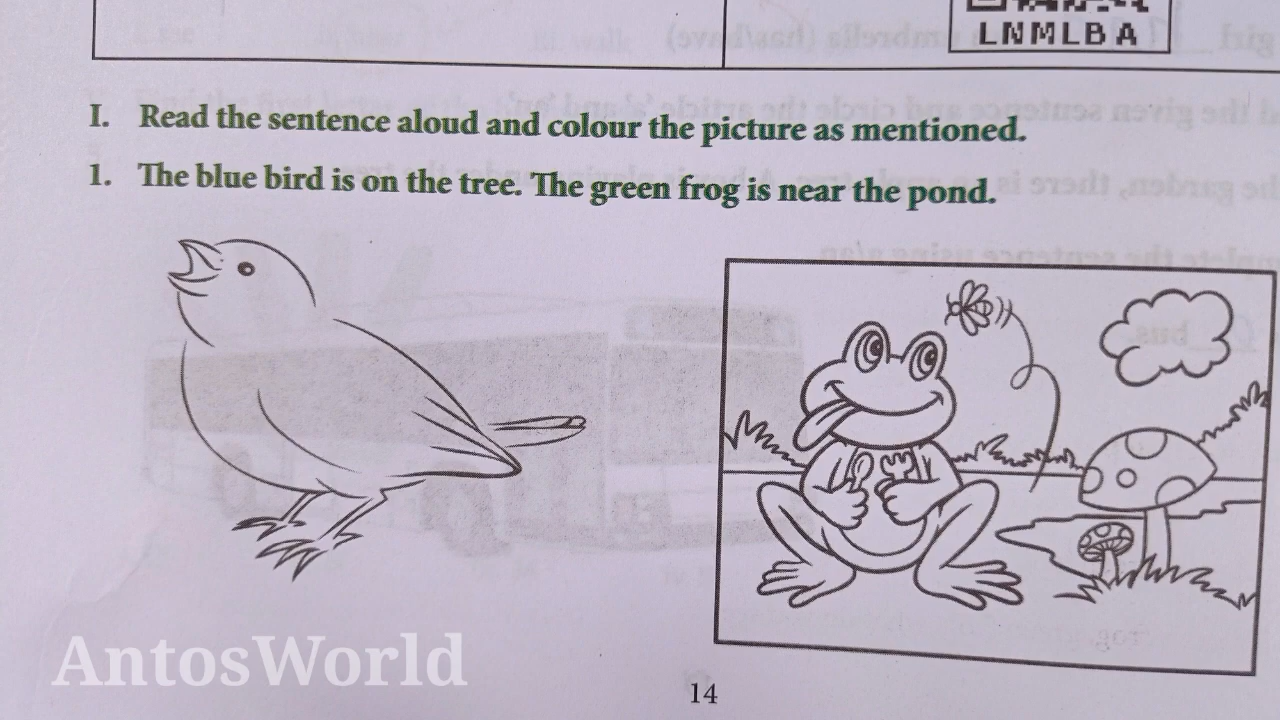 LNMLBA
I. Read the sentence aloud and colour the picture as mentioned.
1. The blue bird is on the tree. The green frog is near the pond.
AntosWorld
14